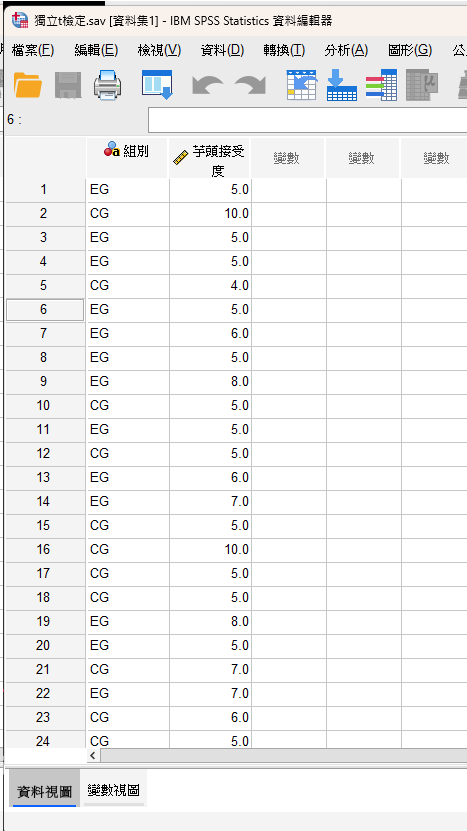 獨立t檢定.sav [資料集1] - IBM SPSS Statistics 資料編輯器
檔案(F) 編輯(E) 檢視(V) 資料(D) 轉換(T) 分析(A) 圖形(G) 公
6 :
組別 芋頭接受度 變數 變數 變數
1 EG 5.0
2 CG 10.0
3 EG 5.0
4 EG 5.0
5 CG 4.0
6 EG 5.0
7 EG 6.0
8 EG 5.0
9 EG 8.0
10 CG 5.0
11 EG 5.0
12 CG 5.0
13 EG 6.0
14 EG 7.0
15 CG 5.0
16 CG 10.0
17 CG 5.0
18 CG 5.0
19 EG 8.0
20 EG 5.0
21 CG 7.0
22 EG 7.0
23 CG 6.0
24 CG 5.0
資料視圖 變數視圖